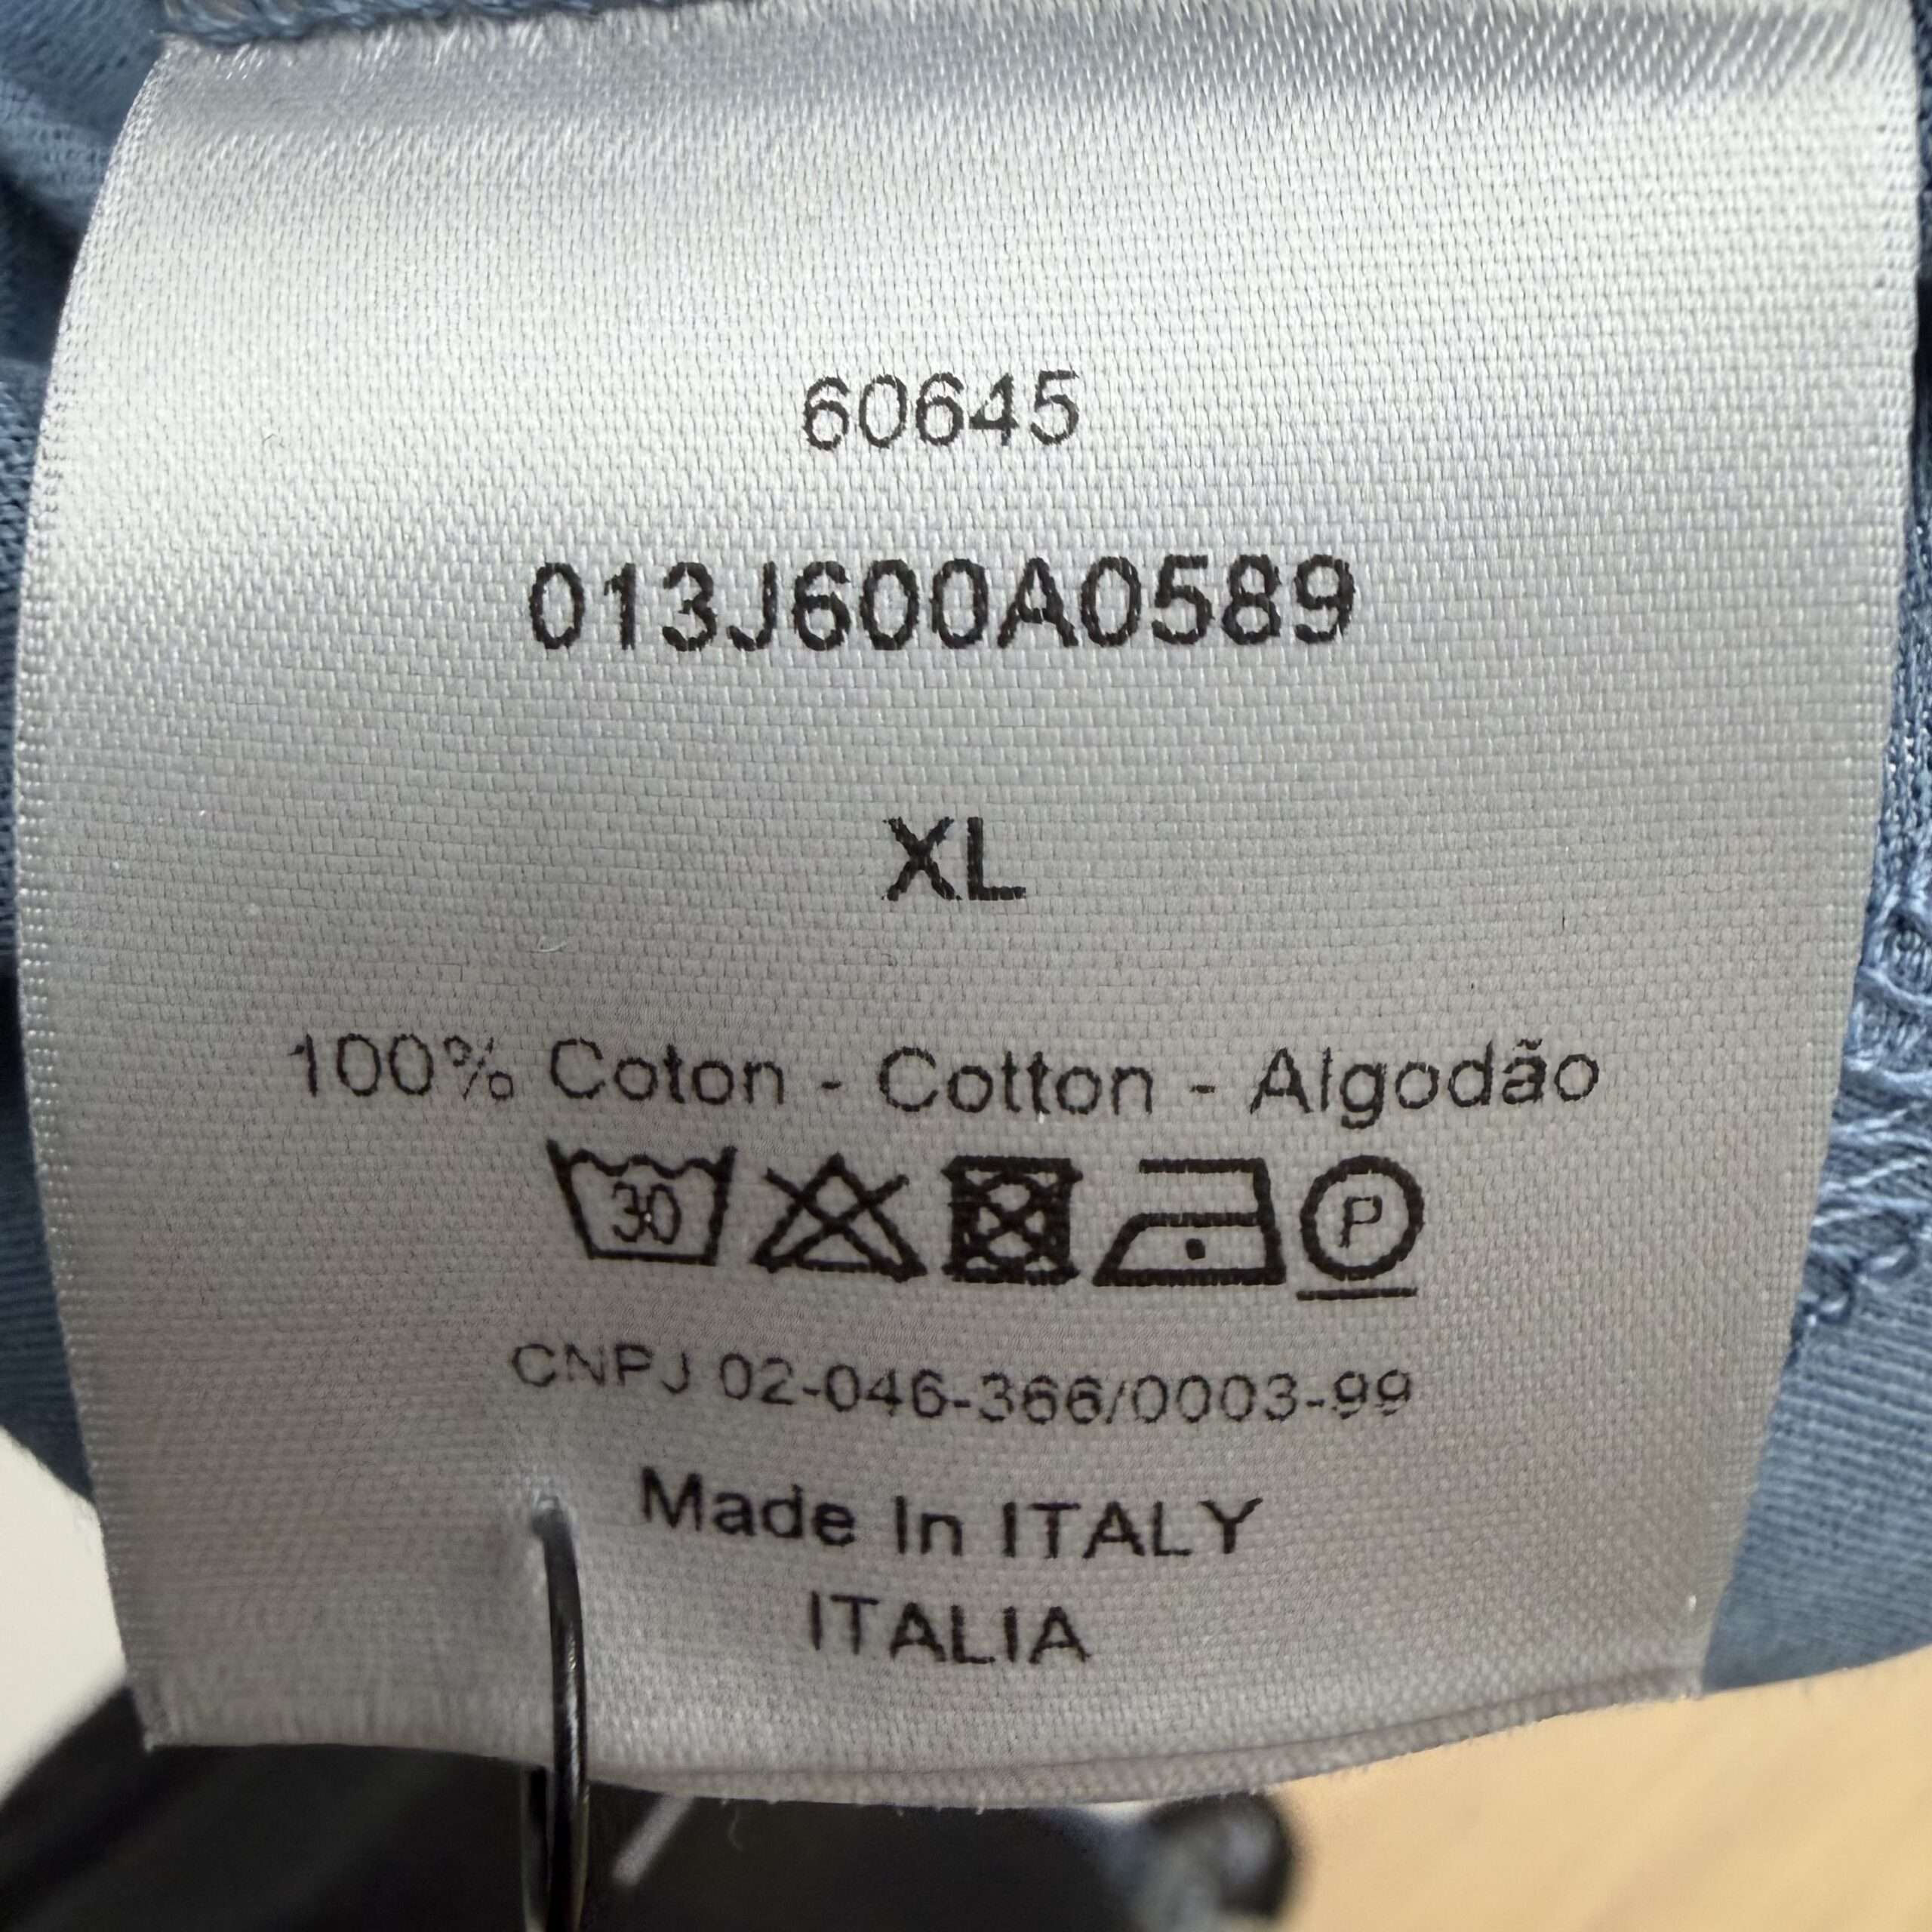 60645
013J600A0589
XL
100% Coton - Cotton - Algodão
30 P
CNPJ 02-046-366/0003-99
Made In ITALY
ITALIA